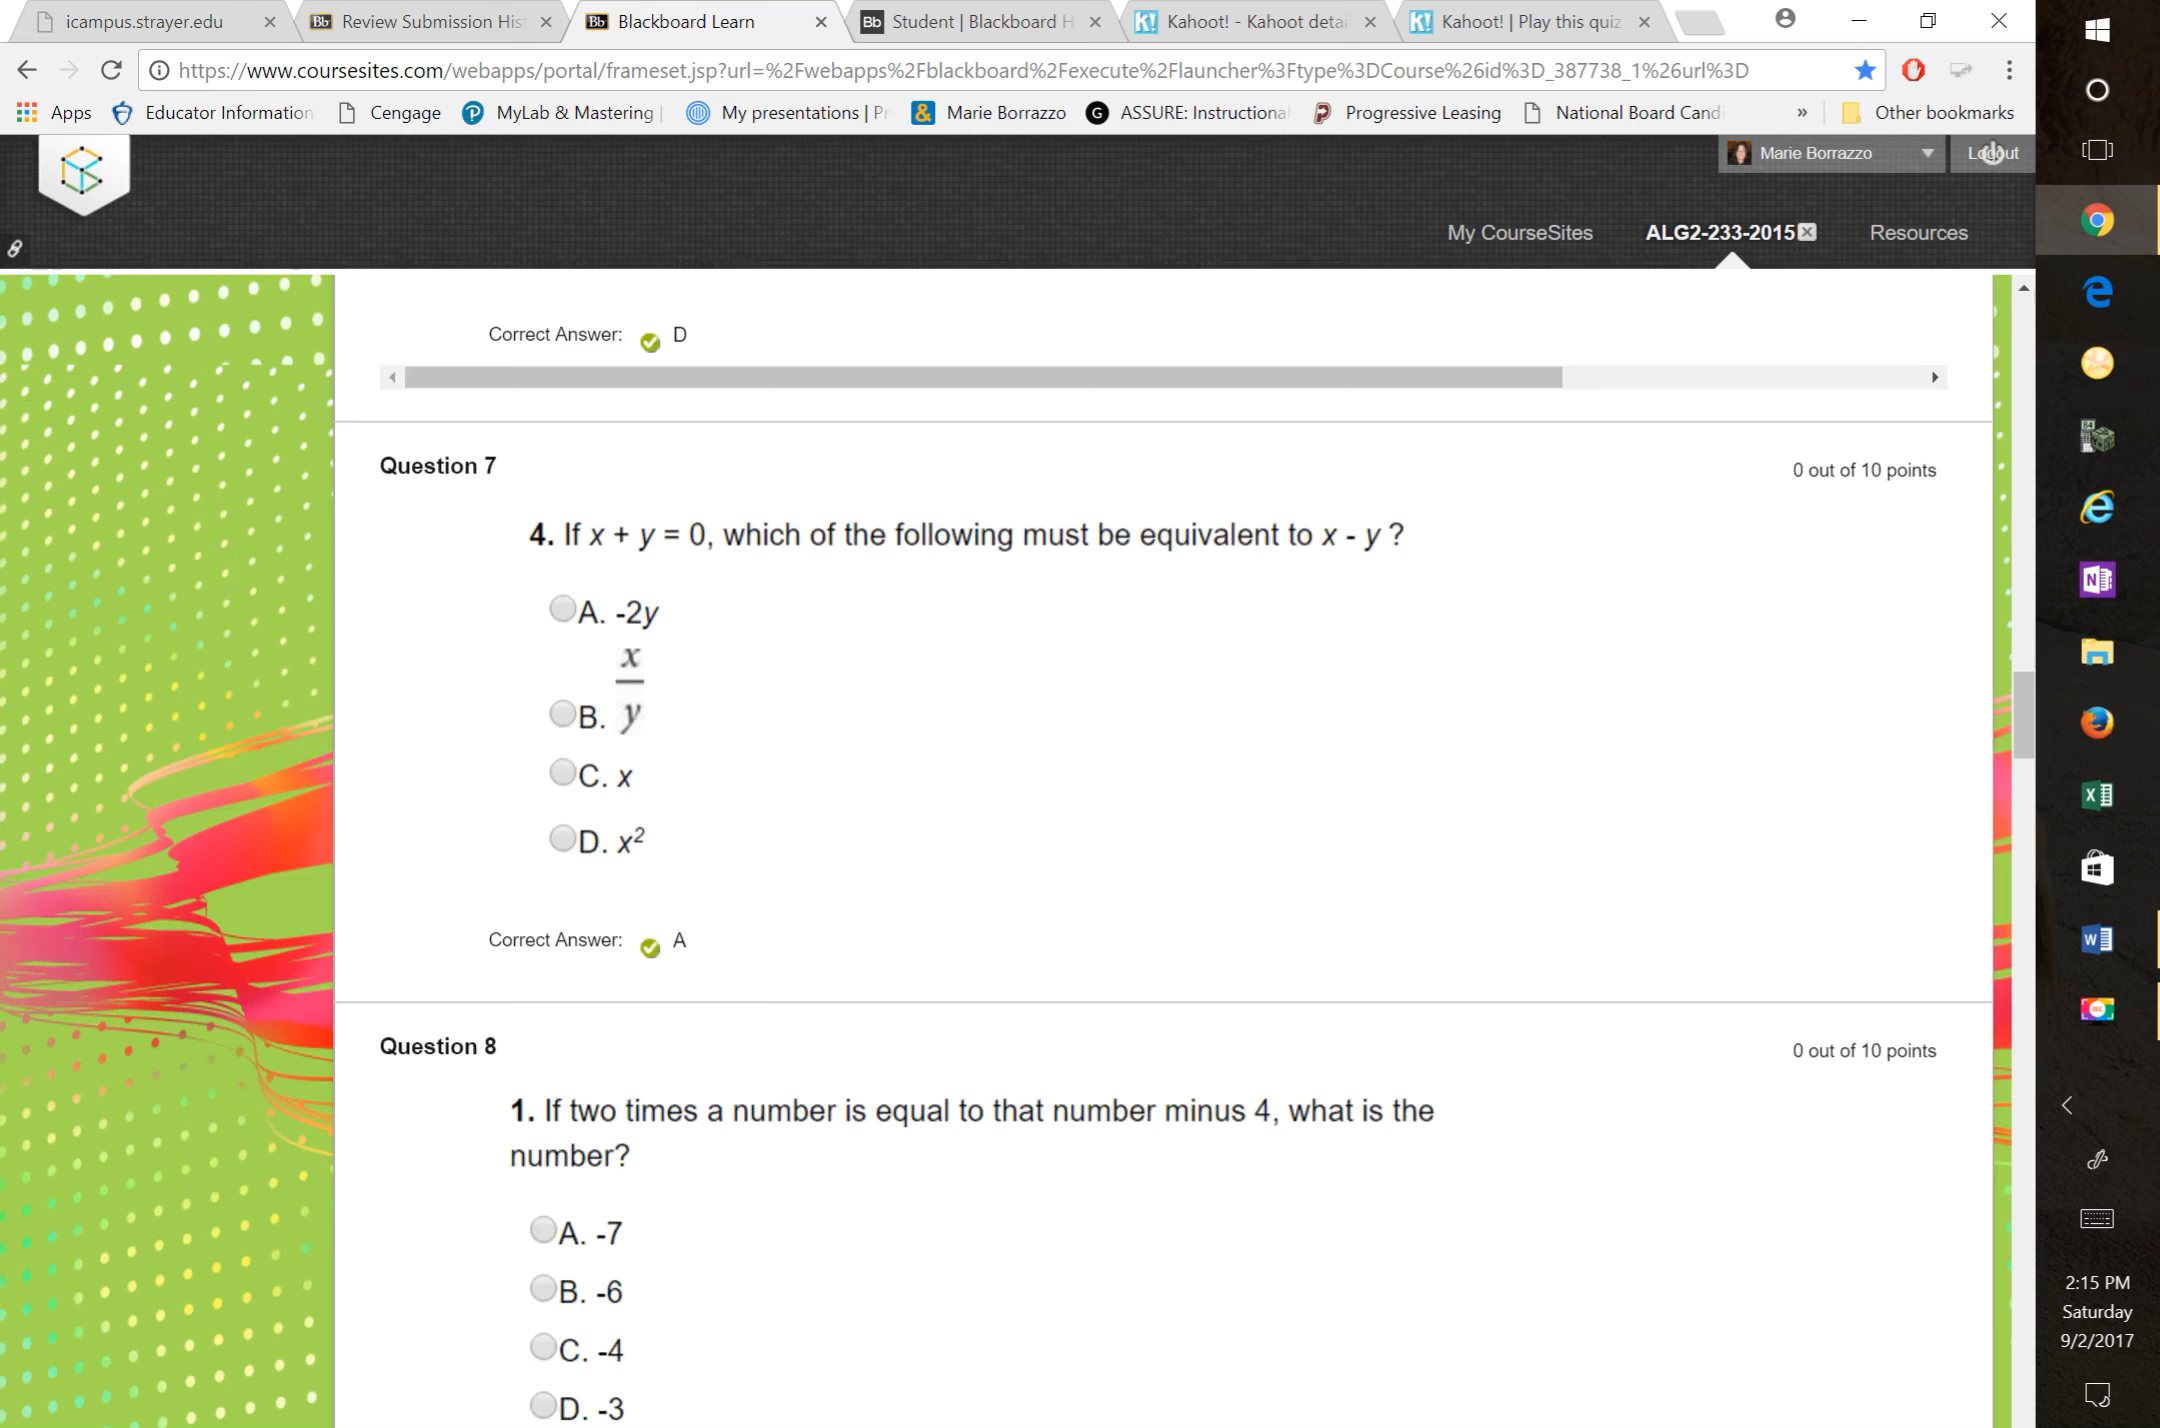 icampus.strayer.edu
Bb Review Submission Hist
Bb Blackboard Learn
Bb Student | Blackboard H
K! Kahoot! - Kahoot detai
K! Kahoot! | Play this quiz
https://www.coursesites.com/webapps/portal/frameset.jsp?url=%2Fwebapps%2Fblackboard%2Fexecute%2Flauncher%3Ftype%3DCourse%26id%3D_387738_1%26url%3D
Apps
Educator Information
Cengage
MyLab & Mastering |
My presentations | Pr
& Marie Borrazzo
G ASSURE: Instructional
Progressive Leasing
National Board Candi
»
Other bookmarks
Marie Borrazzo
Logout
My CourseSites
ALG2-233-2015
Resources
Correct Answer: D
Question 7
0 out of 10 points
4. If x + y = 0, which of the following must be equivalent to x - y ?
A. -2y
x
B. y
C. x
D. x²
Correct Answer: A
Question 8
0 out of 10 points
1. If two times a number is equal to that number minus 4, what is the
number?
A. -7
B. -6
C. -4
D. -3
2:15 PM
Saturday
9/2/2017